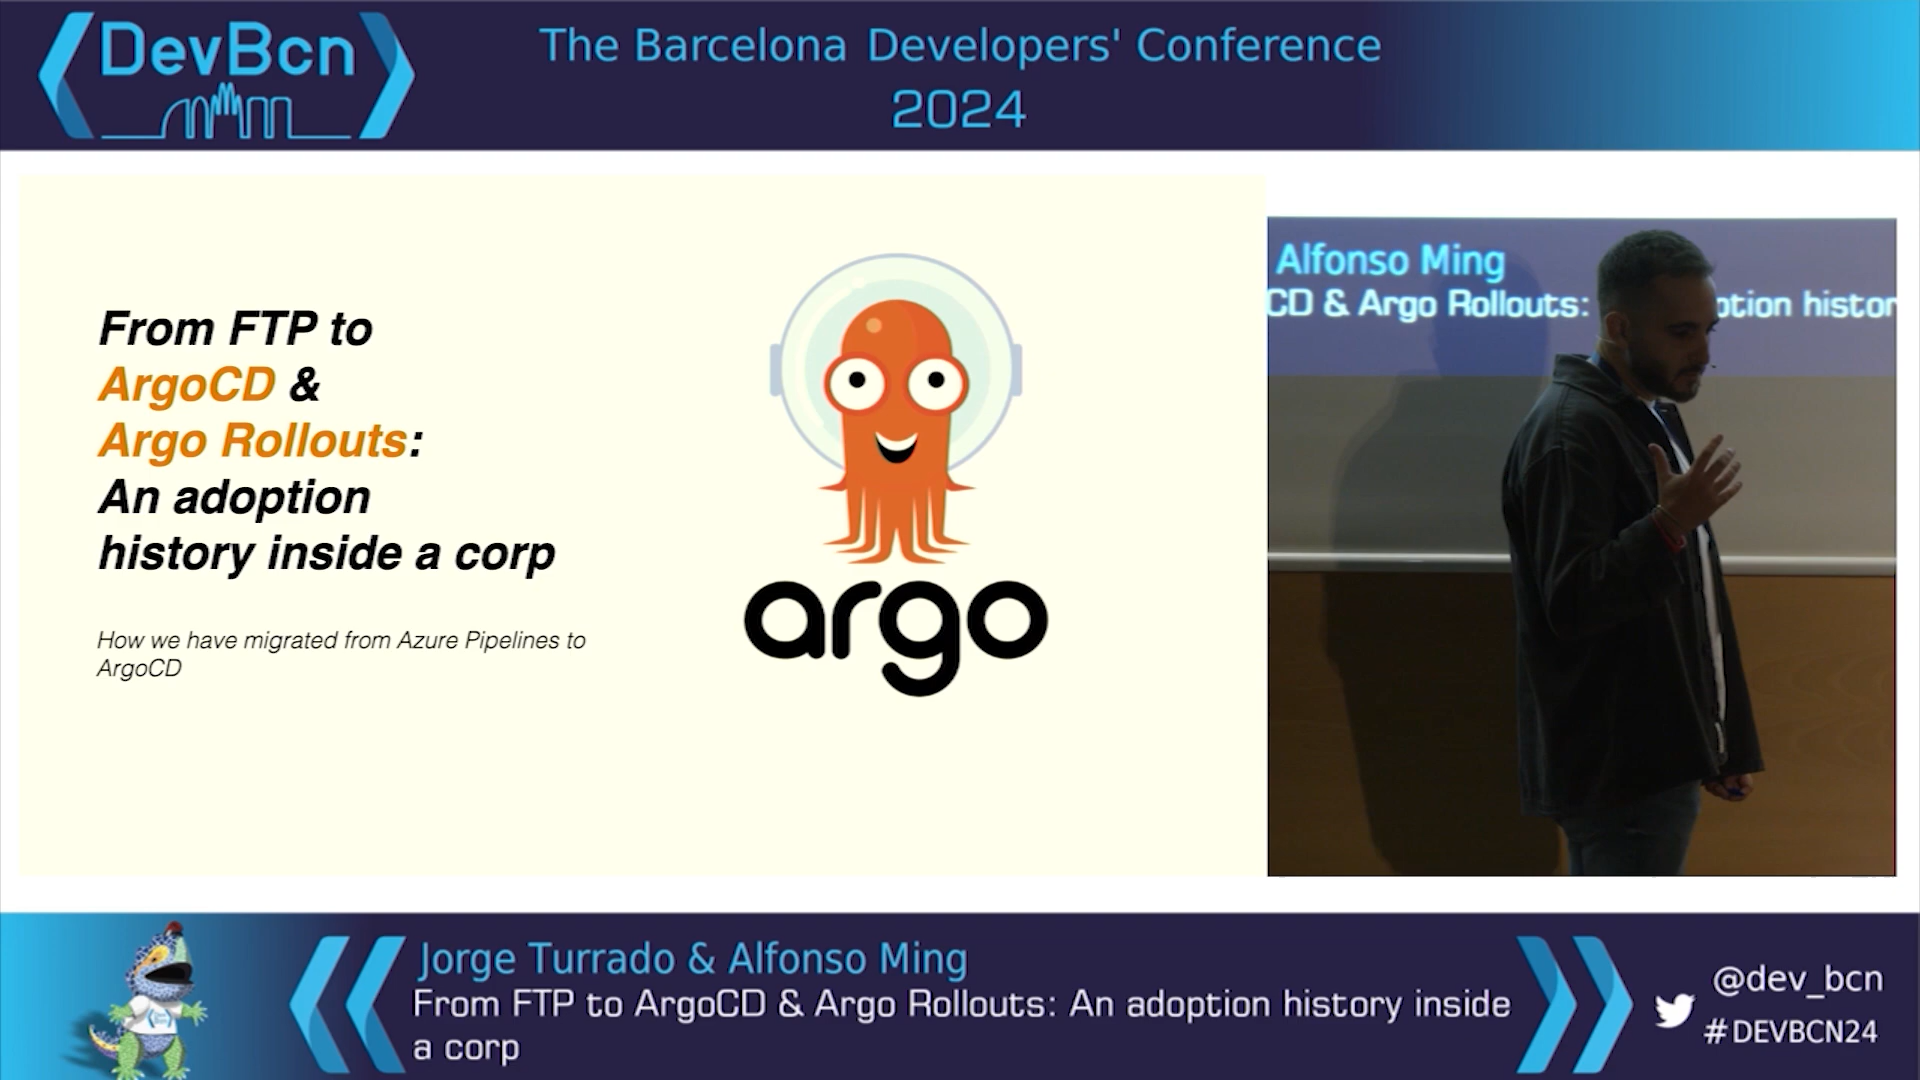 DevBcn
The Barcelona Developers' Conference
2024
From FTP to
ArgoCD &
Argo Rollouts:
An adoption
history inside a corp
How we have migrated from Azure Pipelines to
ArgoCD
argo
Alfonso Ming
CD & Argo Rollouts: ption histor
Jorge Turrado & Alfonso Ming
From FTP to ArgoCD & Argo Rollouts: An adoption history inside
a corp
@dev_bcn
#DEVBCN24